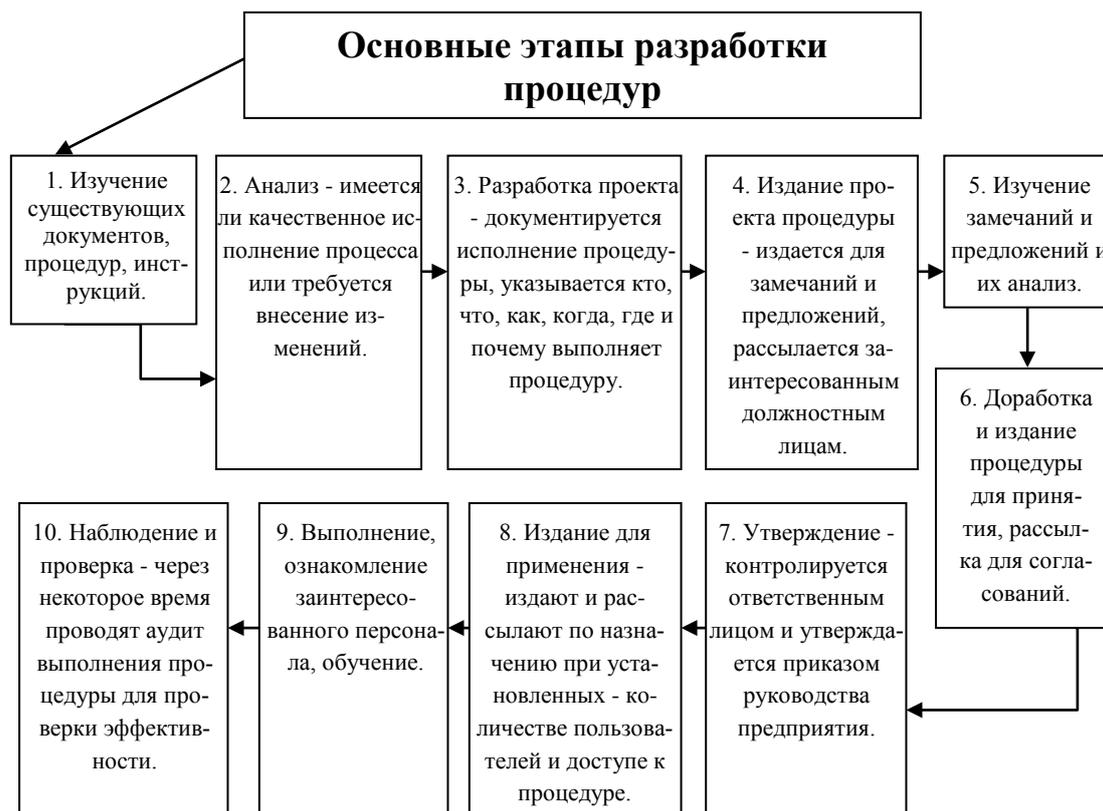 Основные этапы разработки
процедур
1. Изучение
существующих
документов,
процедур, инст-
рукций.
2. Анализ - имеется
ли качественное ис-
полнение процесса
или требуется
внесение из-
менений.
3. Разработка проекта
- документируется
исполнение процеду-
ры, указывается кто,
что, как, когда, где и
почему выполняет
процедуру.
4. Издание про-
екта процедуры
- издается для
замечаний и
предложений,
рассылается за-
интересованным
должностным
лицам.
5. Изучение
замечаний и
предложений и
их анализ.
6. Доработка
и издание
процедуры
для приня-
тия, рассыл-
ка для согла-
сований.
7. Утверждение -
контролируется
ответственным
лицом и утвержда-
ется приказом
руководства
предприятия.
8. Издание для
применения -
издают и рас-
сылают по назна-
чению при уста-
новленных - ко-
личестве пользова-
телей и доступе к
процедуре.
9. Выполнение,
ознакомление
заинтересо-
ванного персона-
ла, обучение.
10. Наблюдение и
проверка - через
некоторое время
проводят аудит
выполнения про-
цедуры для про-
верки эффектив-
ности.